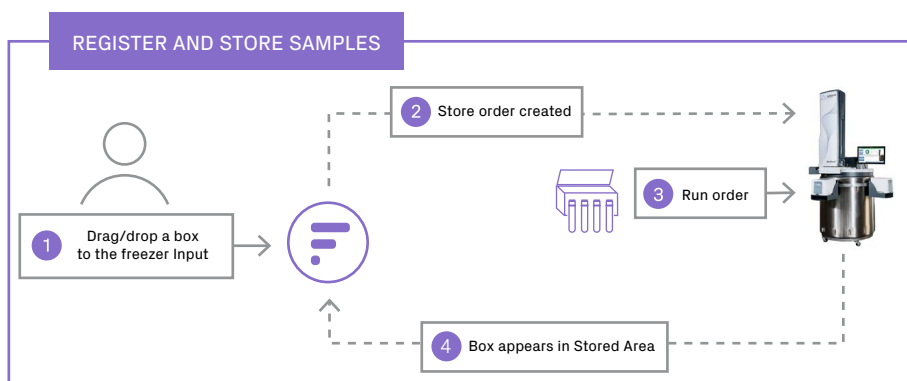 REGISTER AND STORE SAMPLES
2 Store order created
3 Run order
1 Drag/drop a box
to the freezer Input
4 Box appears in Stored Area